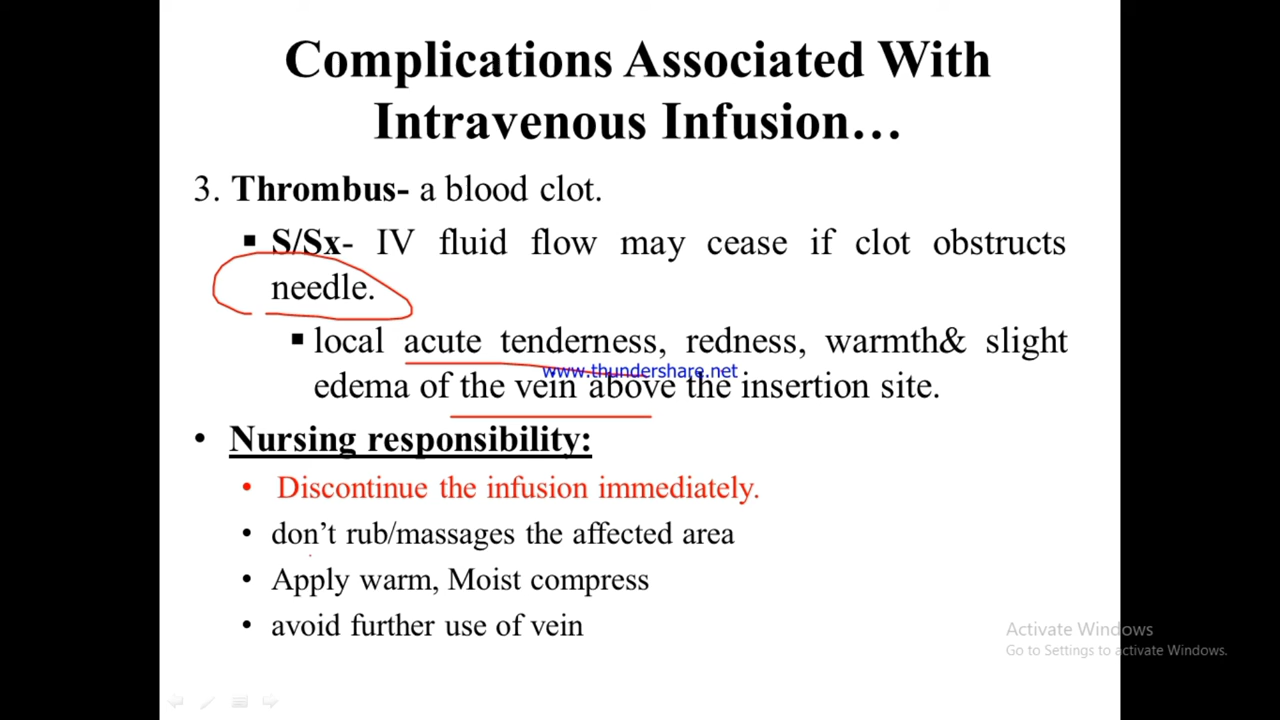 Complications Associated With
Intravenous Infusion…
3. Thrombus- a blood clot.
▪ S/Sx- IV fluid flow may cease if clot obstructs
needle.
▪ local acute tenderness, redness, warmth& slight
www.thundershare.net
edema of the vein above the insertion site.
• Nursing responsibility:
• Discontinue the infusion immediately.
• don’t rub/massages the affected area
• Apply warm, Moist compress
• avoid further use of vein
Activate Windows
Go to Settings to activate Windows.